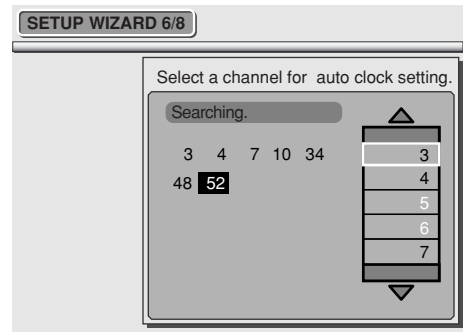 SETUP WIZARD 6/8
Select a channel for auto clock setting.
Searching.
3 4 7 10 34
48 52
3
4
5
6
7